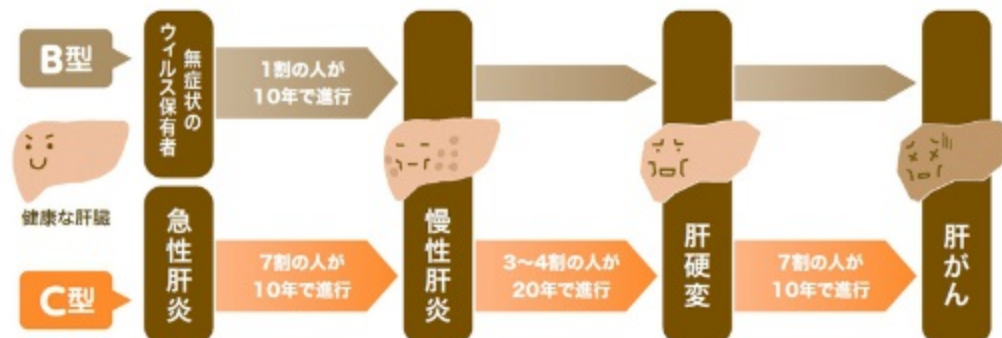 B型
無症状の
ウィルス保有者
1割の人が
10年で進行
健康な肝臓
C型
急性肝炎
7割の人が
10年で進行
慢性肝炎
3〜4割の人が
20年で進行
肝硬変
7割の人が
10年で進行
肝がん